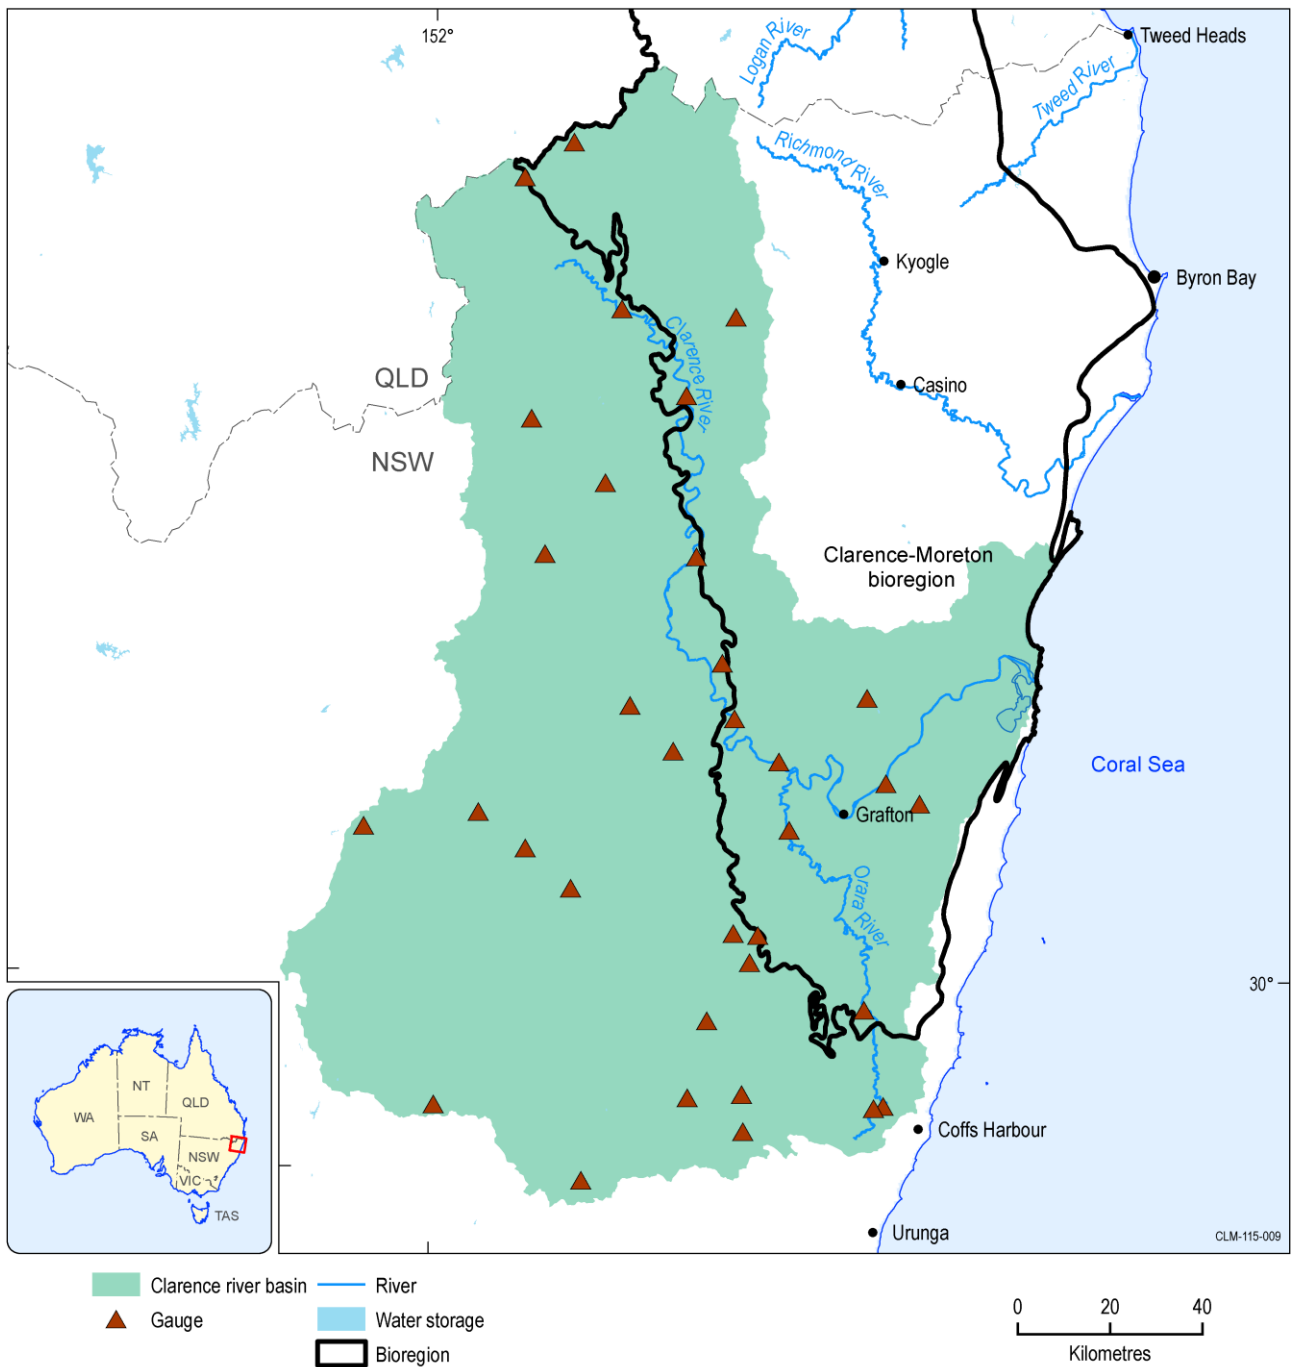 152°
Tweed Heads
Logan River
Tweed River
Richmond River
Kyogle
Byron Bay
Clarence River
QLD
Casino
NSW
Clarence-Moreton
bioregion
Coral Sea
Grafton
Orara River
30°
NT
QLD
WA
SA
NSW
VIC
TAS
Coffs Harbour
Urunga
CLM-115-009
Clarence river basin
River
Gauge
Water storage
Bioregion
0 20 40
Kilometres